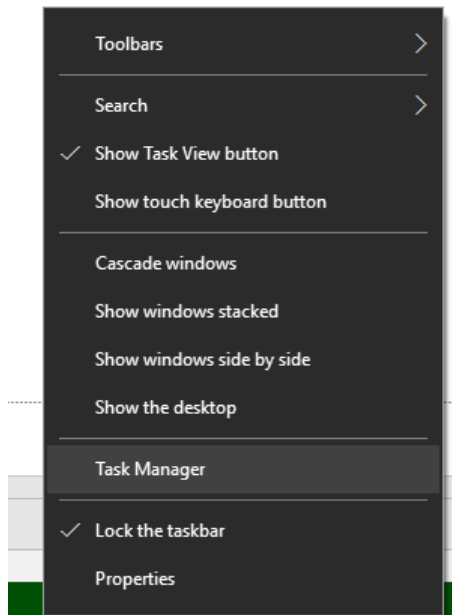 Toolbars
Search
Show Task View button
Show touch keyboard button
Cascade windows
Show windows stacked
Show windows side by side
Show the desktop
Task Manager
Lock the taskbar
Properties